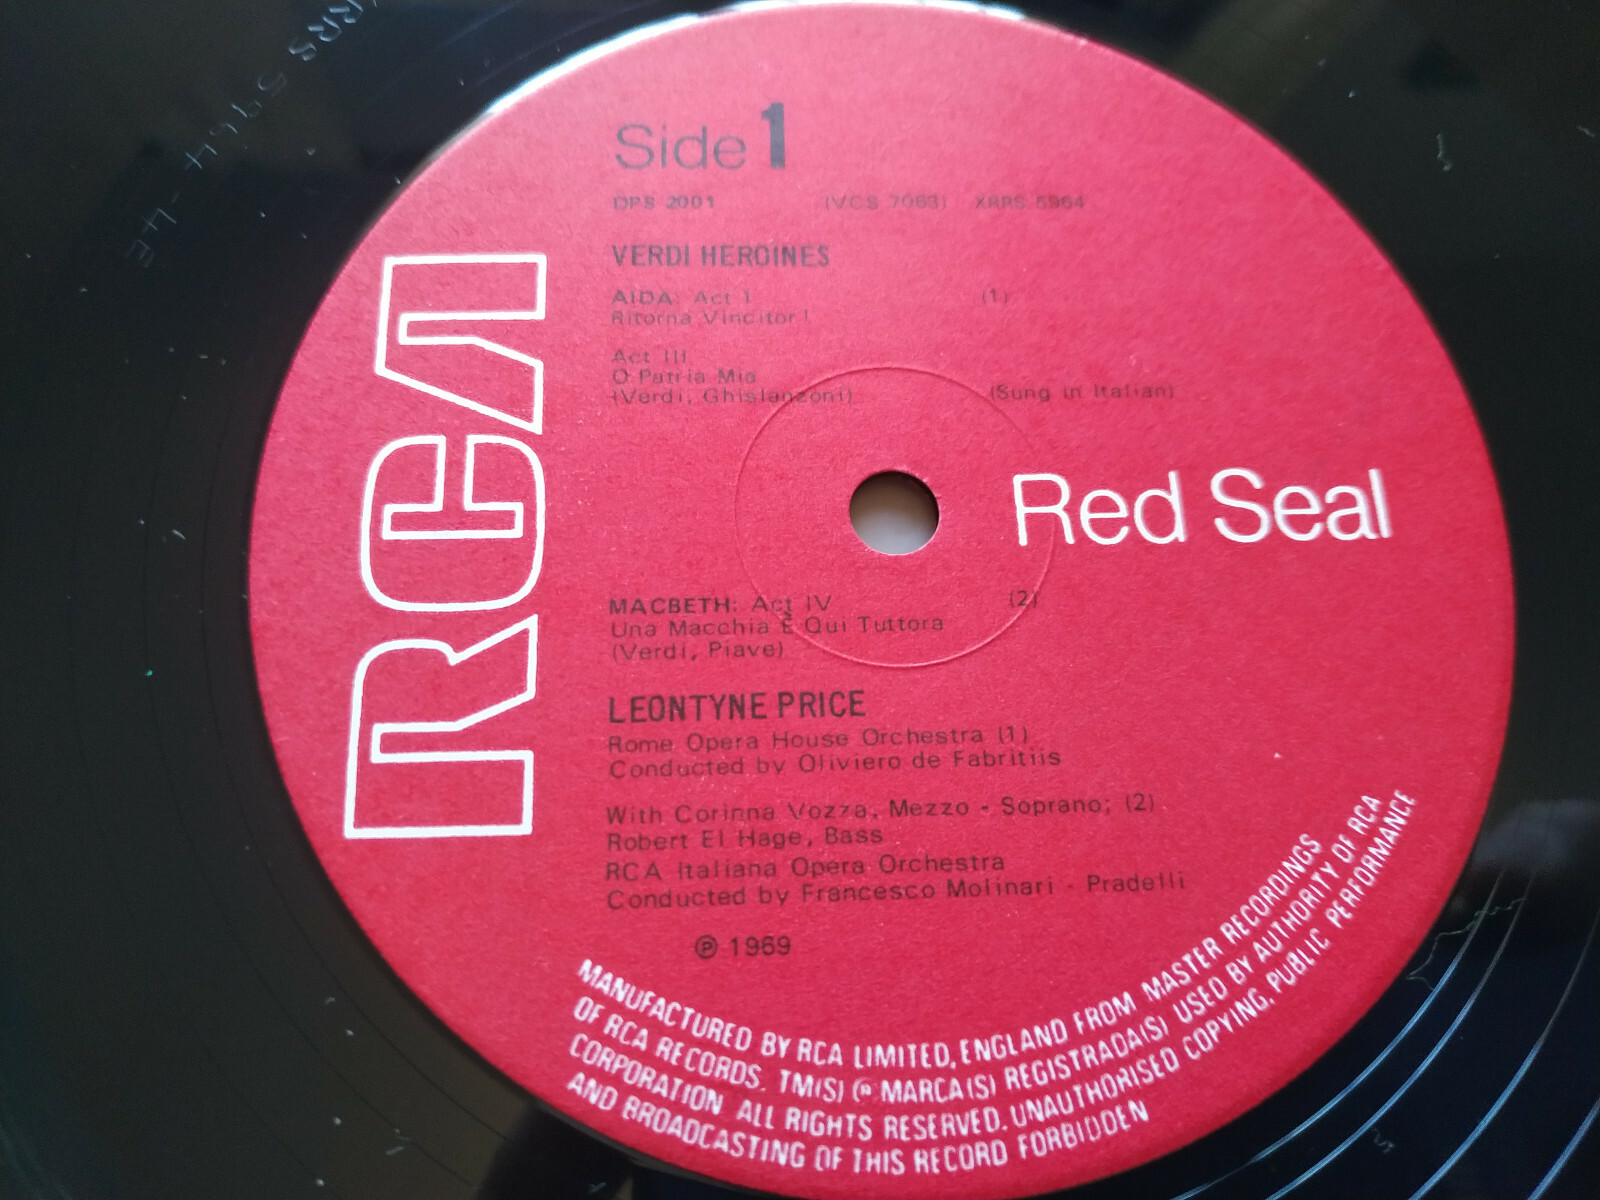 Side 1
DPS 2001 (VCS 7063) XRRS 5964
VERDI HEROINES
AIDA: Act I (1)
Ritorna Vincitor!
Act III
O Patria Mia
(Verdi, Ghislanzoni) (Sung in Italian)
RCA
Red Seal
MACBETH: Act IV (2)
Una Macchia È Qui Tuttora
(Verdi, Piave)
LEONTYNE PRICE
Rome Opera House Orchestra (1)
Conducted by Oliviero de Fabritiis
With Corinna Vozza, Mezzo - Soprano; (2)
Robert El Hage, Bass
RCA Italiana Opera Orchestra
Conducted by Francesco Molinari - Pradelli
℗ 1969
MANUFACTURED BY RCA LIMITED, ENGLAND FROM MASTER RECORDINGS
OF RCA RECORDS. TM(S) ® MARCA(S) REGISTRADA(S) USED BY AUTHORITY OF RCA
CORPORATION. ALL RIGHTS RESERVED. UNAUTHORISED COPYING, PUBLIC PERFORMANCE
AND BROADCASTING OF THIS RECORD FORBIDDEN
RRS 5964-4E